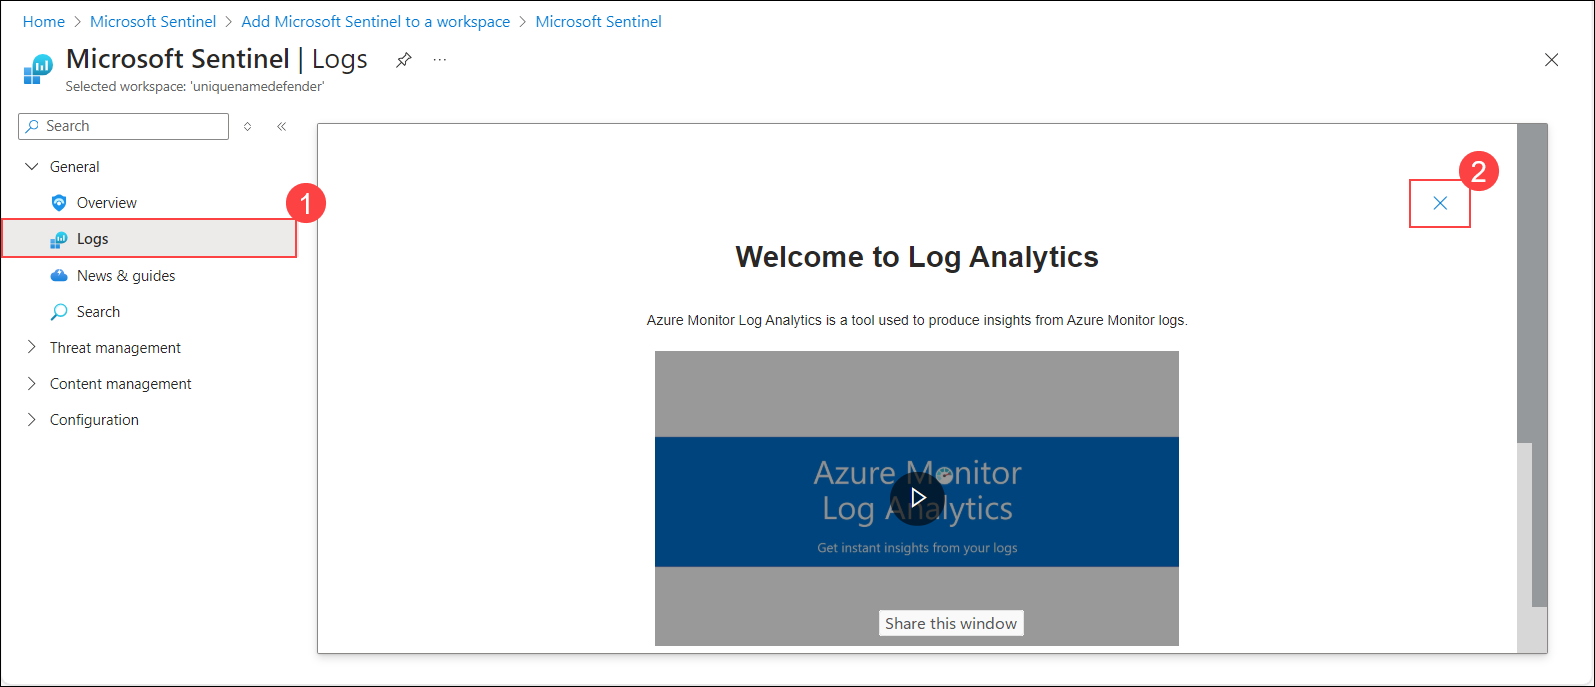 Home > Microsoft Sentinel > Add Microsoft Sentinel to a workspace > Microsoft Sentinel
Microsoft Sentinel | Logs
Selected workspace: 'uniquenamedefender'
Search
General
Overview
1
Logs
News & guides
Search
Threat management
Content management
Configuration
2
Welcome to Log Analytics
Azure Monitor Log Analytics is a tool used to produce insights from Azure Monitor logs.
Azure Monitor
Log Analytics
Get instant insights from your logs
Share this window